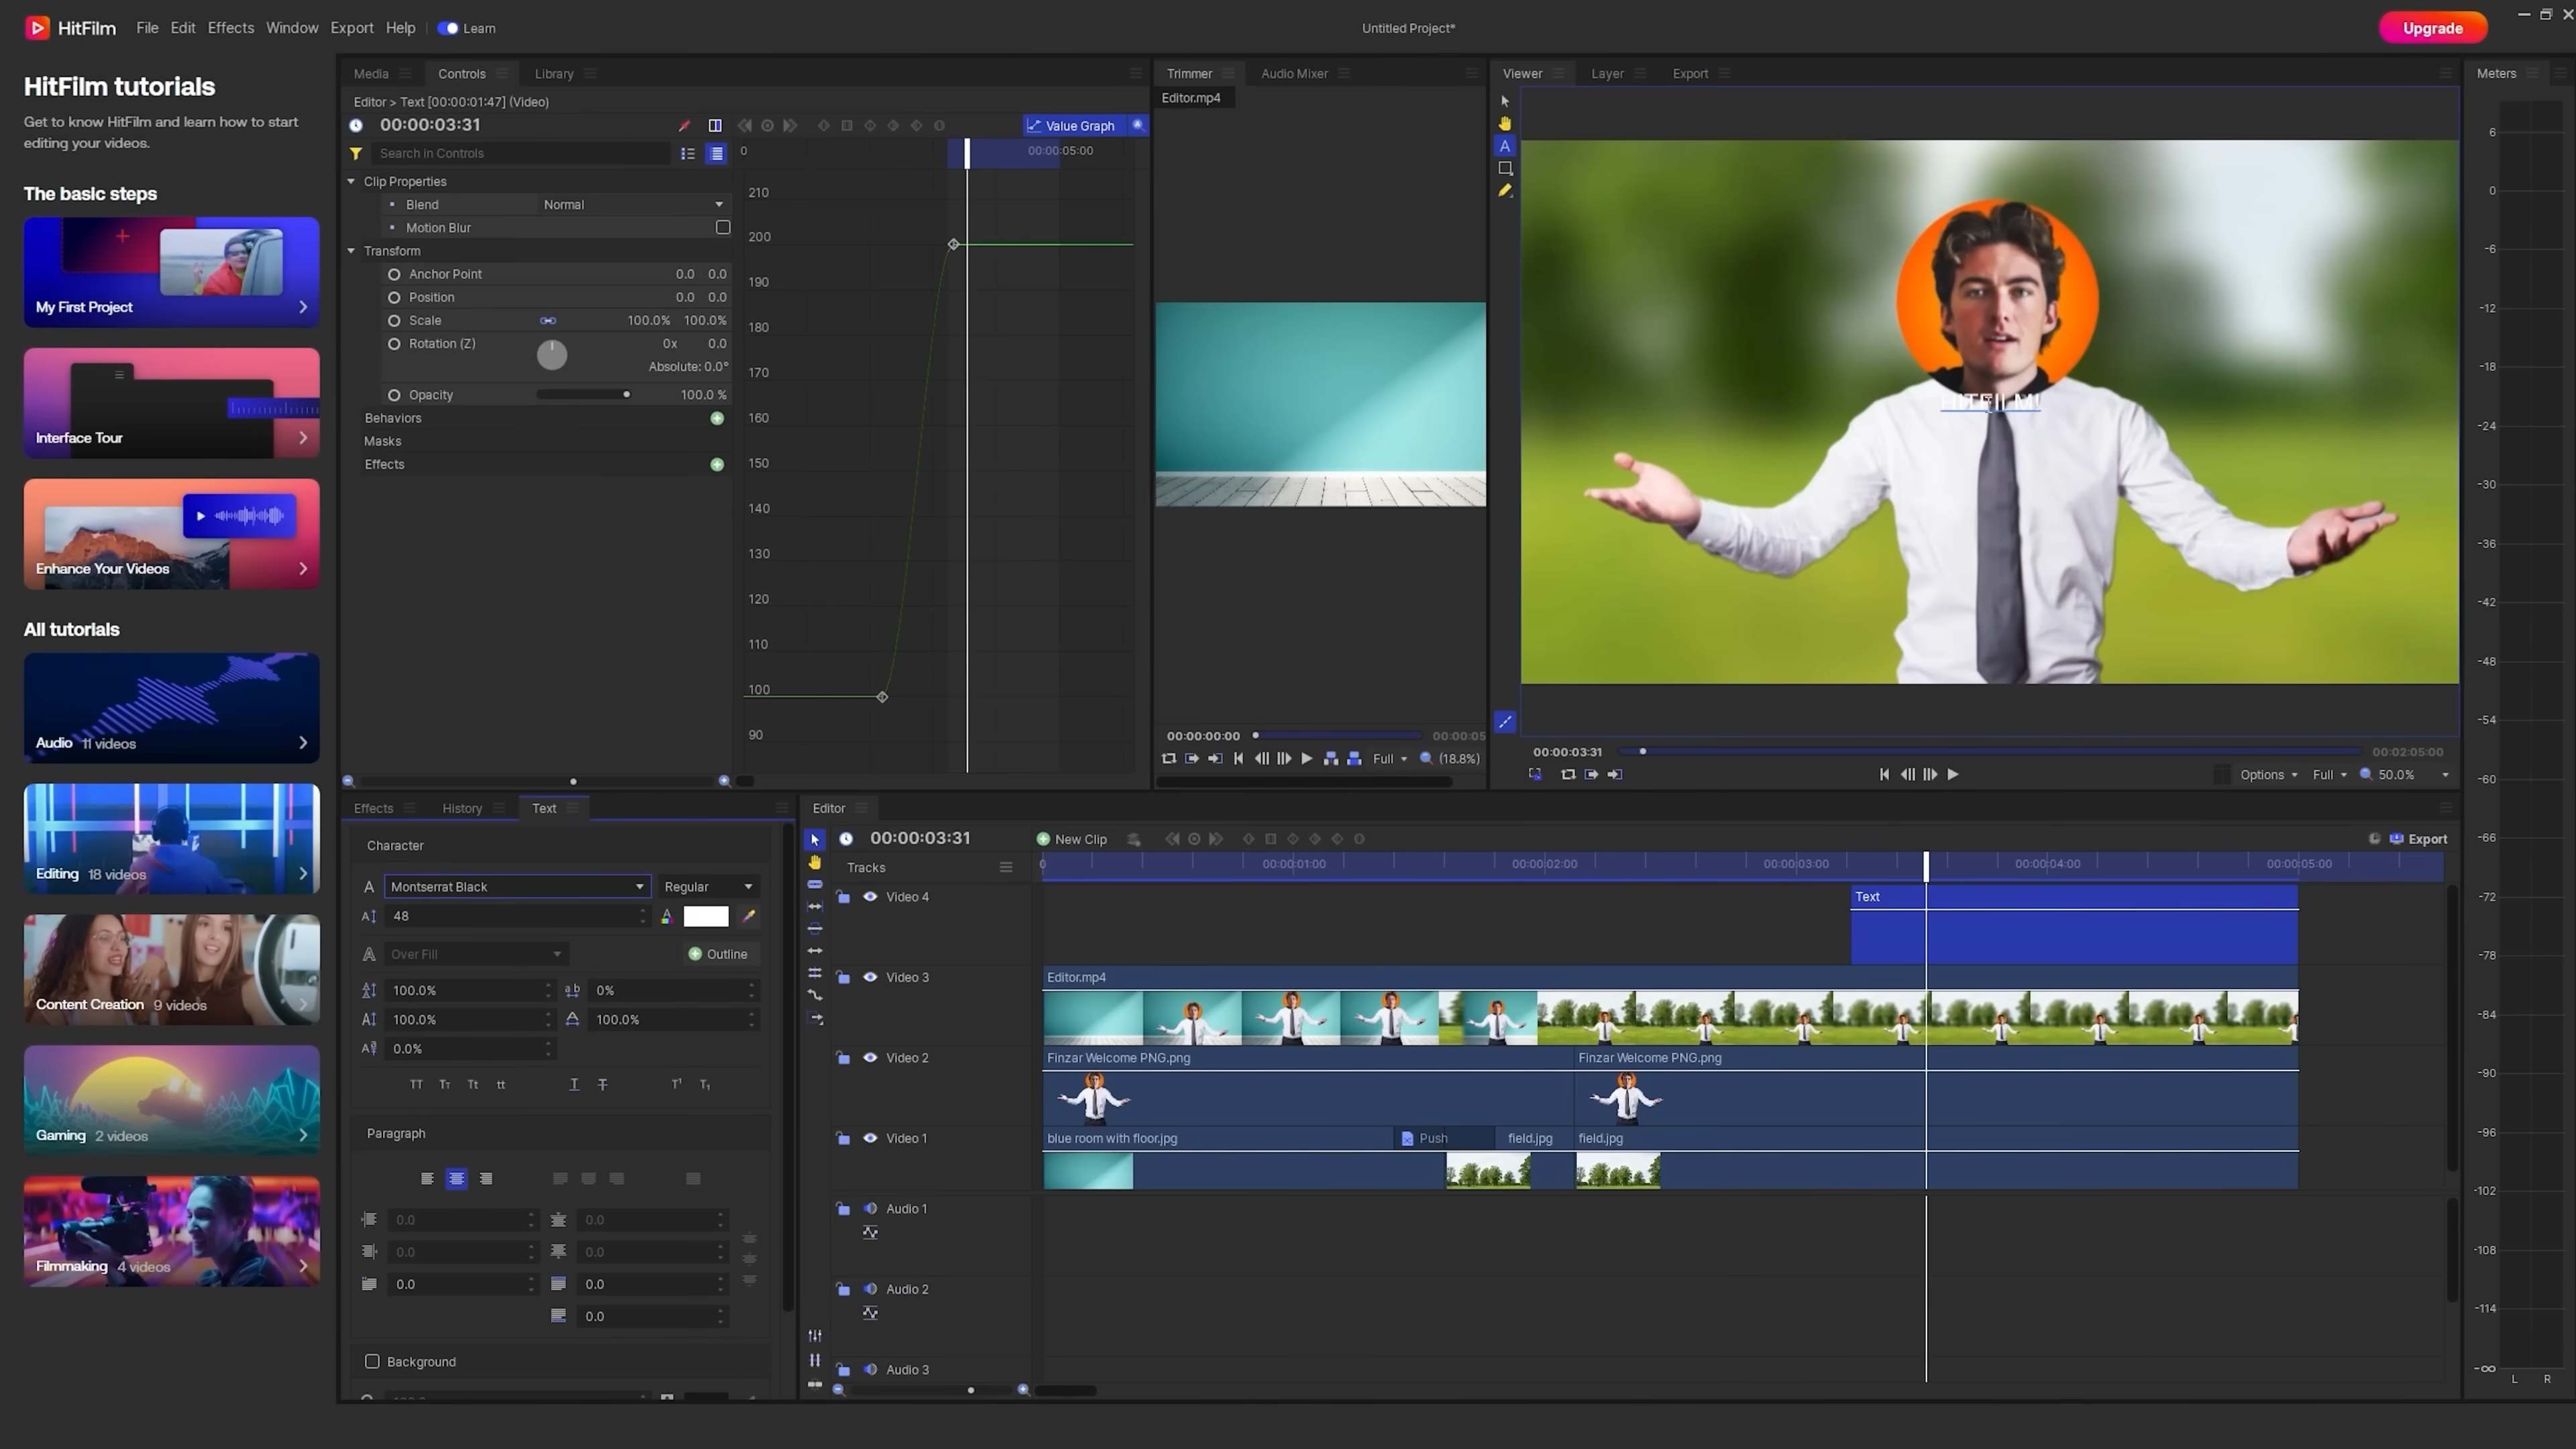 HitFilm File Edit Effects Window Export Help Learn Untitled Project* Upgrade
HitFilm tutorials
Get to know HitFilm and learn how to start
editing your videos.
The basic steps
My First Project
Interface Tour
Enhance Your Videos
All tutorials
Audio 11 videos
Editing 18 videos
Content Creation 9 videos
Gaming 2 videos
Filmmaking 4 videos
Media Controls Library
Editor > Text [00:00:01:47] (Video)
00:00:03:31 Value Graph
Search in Controls
0 00:00:05:00
Clip Properties
Blend Normal
Motion Blur
Transform
Anchor Point 0.0 0.0
Position 0.0 0.0
Scale 100.0% 100.0%
Rotation (Z) 0x 0.0
Absolute: 0.0°
Opacity 100.0 %
Behaviors
Masks
Effects
210
200
190
180
170
160
150
140
130
120
110
100
90
Trimmer Audio Mixer
Editor.mp4
00:00:00:00 00:00:05
Full (18.8%)
Viewer Layer Export
HITFILM!
00:00:03:31 00:02:05:00
Options Full 50.0%
Meters
6
0
-6
-12
-18
-24
-30
-36
-42
-48
-54
-60
-66
-72
-78
-84
-90
-96
-102
-108
-114
-∞
L R
Effects History Text
Character
A Montserrat Black Regular
48
Over Fill Outline
100.0% 0%
100.0% 100.0%
0.0%
TT Tт Tt tt T T T¹ T₁
Paragraph
0.0 0.0
0.0 0.0
0.0 0.0
0.0
Background
Editor
00:00:03:31 New Clip Export
Tracks 0 00:00:01:00 00:00:02:00 00:00:03:00 00:00:04:00 00:00:05:00
Video 4 Text
Video 3 Editor.mp4
Video 2 Finzar Welcome PNG.png Finzar Welcome PNG.png
Video 1 blue room with floor.jpg Push field.jpg field.jpg
Audio 1
Audio 2
Audio 3